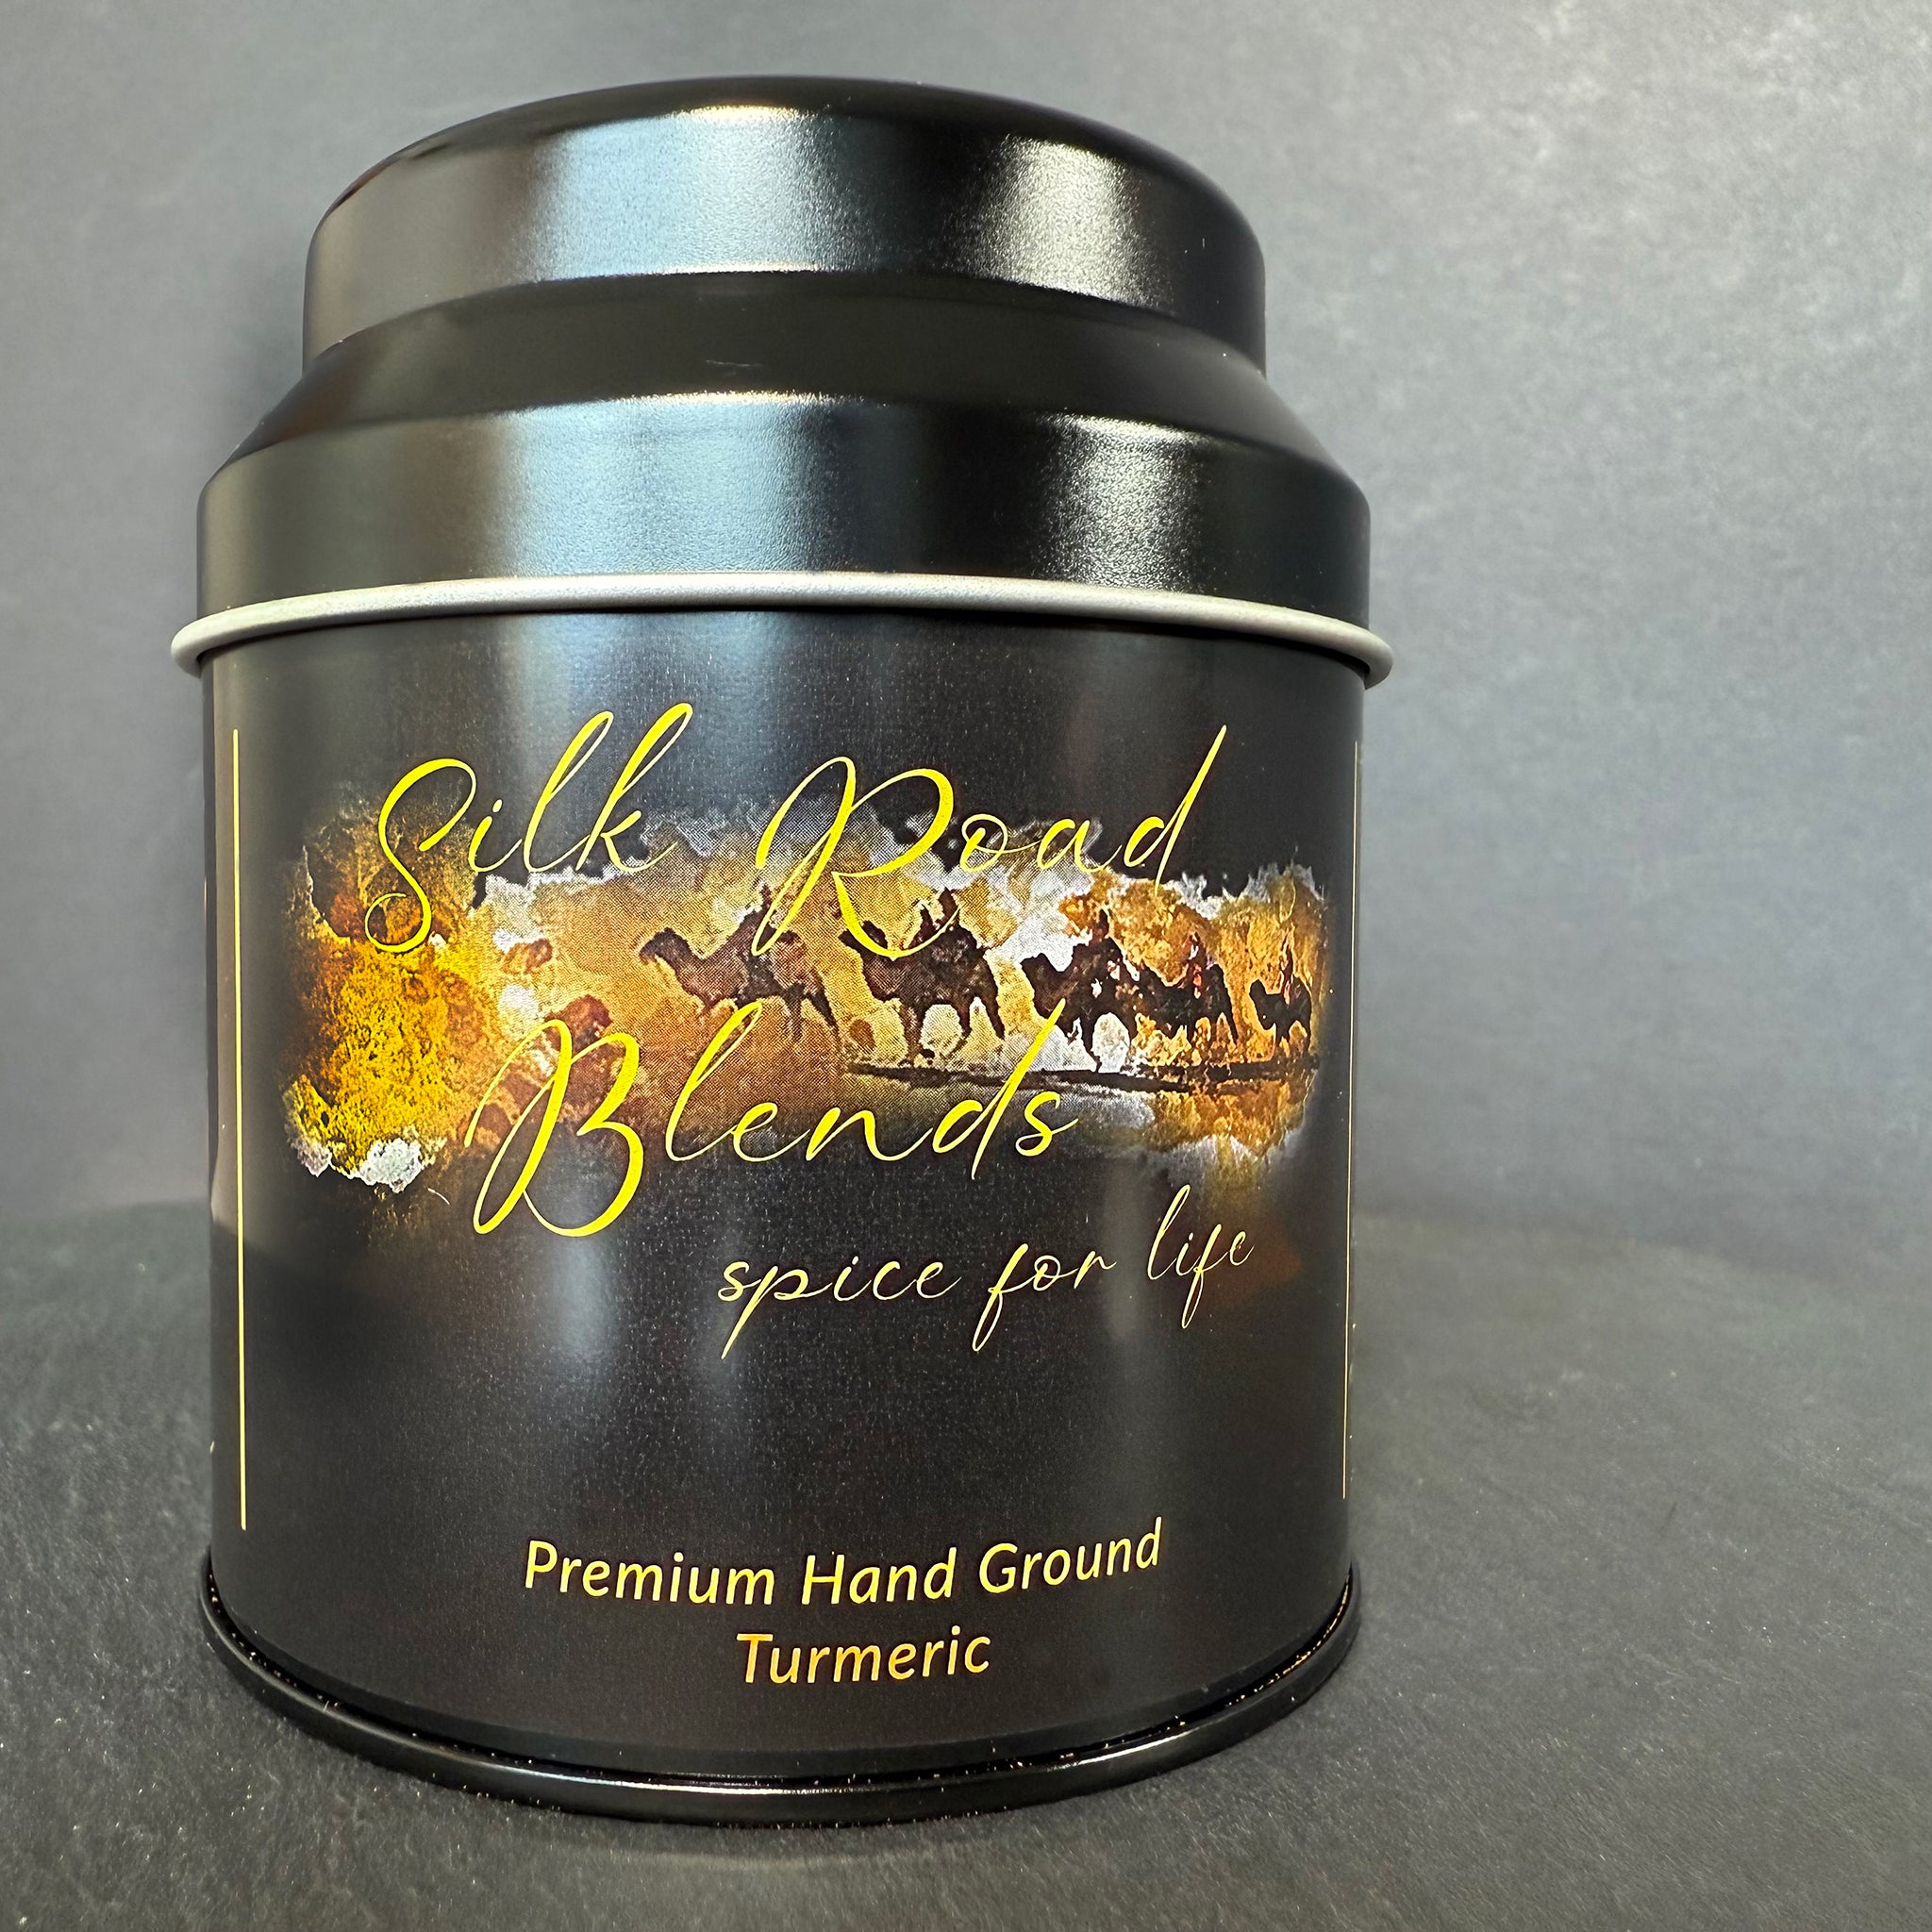 Silk Road
Blends
spice for life
Premium Hand Ground
Turmeric